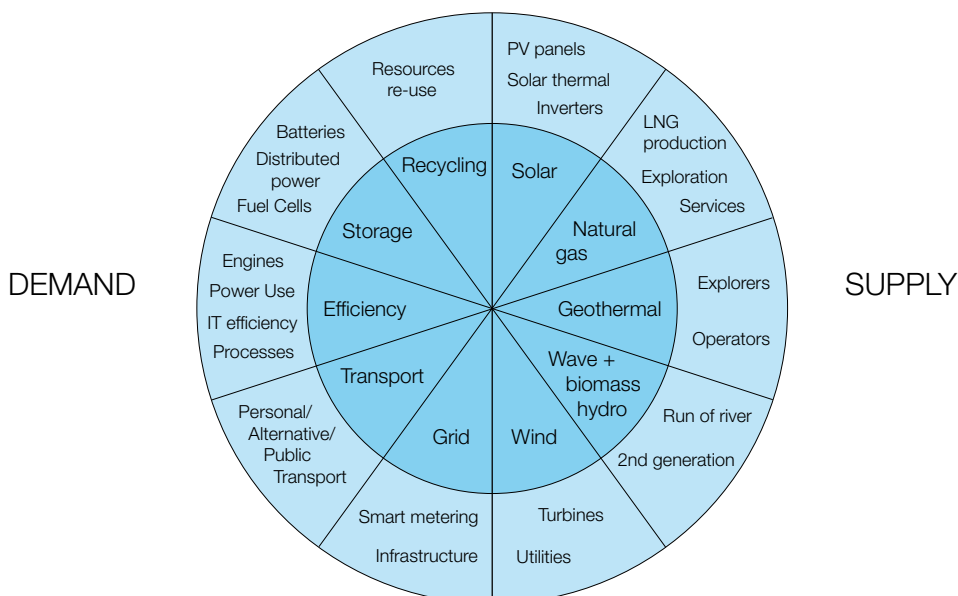 DEMAND
SUPPLY
Solar
PV panels
Solar thermal
Inverters
Natural
gas
LNG
production
Exploration
Services
Geothermal
Explorers
Operators
Wave +
biomass
hydro
Run of river
2nd generation
Wind
Turbines
Utilities
Grid
Smart metering
Infrastructure
Transport
Personal/
Alternative/
Public
Transport
Efficiency
Engines
Power Use
IT efficiency
Processes
Storage
Batteries
Distributed
power
Fuel Cells
Recycling
Resources
re-use